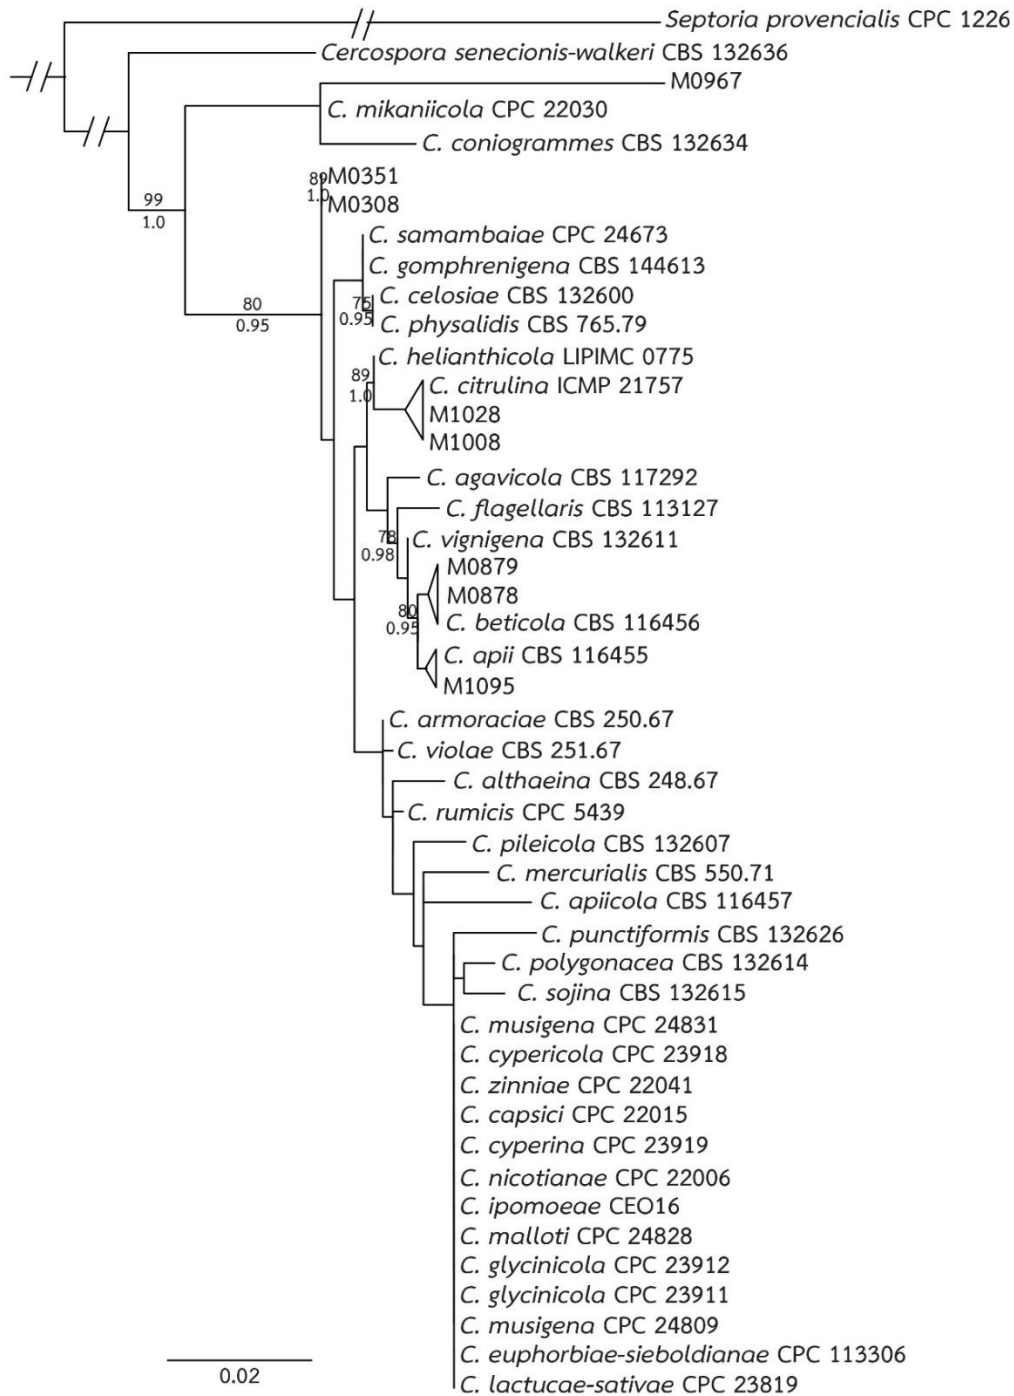 Septoria provencialis CPC 1226
Cercospora senecionis-walkeri CBS 132636
M0967
C. mikaniicola CPC 22030
C. coniogrammes CBS 132634
89 M0351
1.0 M0308
99
1.0
C. samambaiae CPC 24673
C. gomphrenigena CBS 144613
75 C. celosiae CBS 132600
0.95 C. physalidis CBS 765.79
80
0.95
C. helianthicola LIPIMC 0775
89 C. citrulina ICMP 21757
1.0 M1028
M1008
C. agavicola CBS 117292
C. flagellaris CBS 113127
78 C. vignigena CBS 132611
0.98 M0879
M0878
80 C. beticola CBS 116456
0.95 C. apii CBS 116455
M1095
C. armoraciae CBS 250.67
C. violae CBS 251.67
C. althaeina CBS 248.67
C. rumicis CPC 5439
C. pileicola CBS 132607
C. mercurialis CBS 550.71
C. apiicola CBS 116457
C. punctiformis CBS 132626
C. polygonacea CBS 132614
C. sojina CBS 132615
C. musigena CPC 24831
C. cypericola CPC 23918
C. zinniae CPC 22041
C. capsici CPC 22015
C. cyperina CPC 23919
C. nicotianae CPC 22006
C. ipomoeae CEO16
C. malloti CPC 24828
C. glycinicola CPC 23912
C. glycinicola CPC 23911
C. musigena CPC 24809
C. euphorbiae-sieboldianae CPC 113306
C. lactucae-sativae CPC 23819
0.02